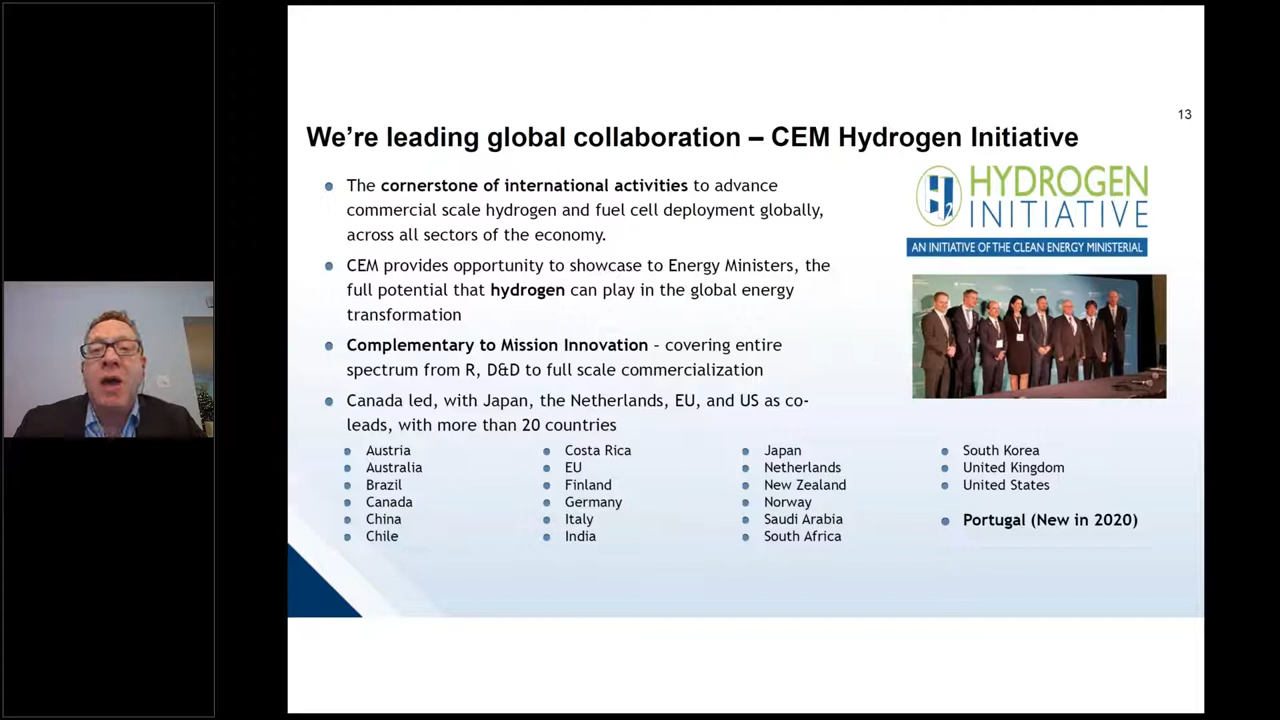 13
We're leading global collaboration – CEM Hydrogen Initiative
The cornerstone of international activities to advance
commercial scale hydrogen and fuel cell deployment globally,
across all sectors of the economy.
CEM provides opportunity to showcase to Energy Ministers, the
full potential that hydrogen can play in the global energy
transformation
Complementary to Mission Innovation – covering entire
spectrum from R, D&D to full scale commercialization
Canada led, with Japan, the Netherlands, EU, and US as co-
leads, with more than 20 countries
Austria
Australia
Brazil
Canada
China
Chile
Costa Rica
EU
Finland
Germany
Italy
India
Japan
Netherlands
New Zealand
Norway
Saudi Arabia
South Africa
South Korea
United Kingdom
United States
Portugal (New in 2020)
H2
HYDROGEN
INITIATIVE
AN INITIATIVE OF THE CLEAN ENERGY MINISTERIAL